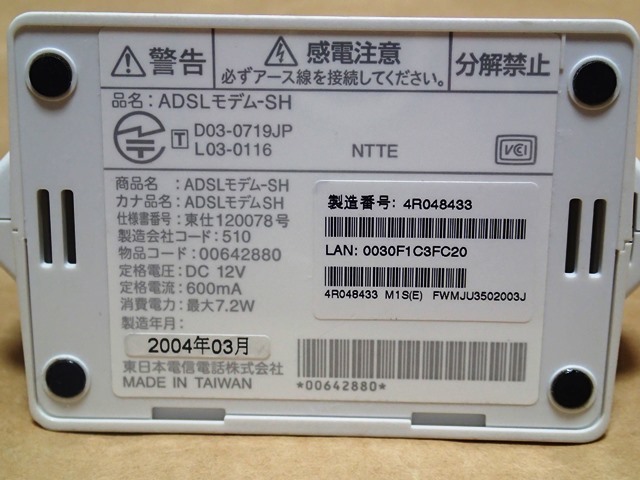 警告
感電注意
必ずアース線を接続してください。
分解禁止
品名：ADSLモデム-SH
T D03-0719JP
L03-0116
NTTE
VCI
商品名：ADSLモデム-SH
カナ品名：ADSLモデムSH
仕様書番号：東仕120078号
製造会社コード：510
物品コード：00642880
定格電圧：DC 12V
定格電流：600mA
消費電力：最大7.2W
製造年月：
2004年03月
東日本電信電話株式会社
MADE IN TAIWAN
製造番号: 4R048433
LAN: 0030F1C3FC20
4R048433 M1S(E) FWMJU3502003J
*00642880*